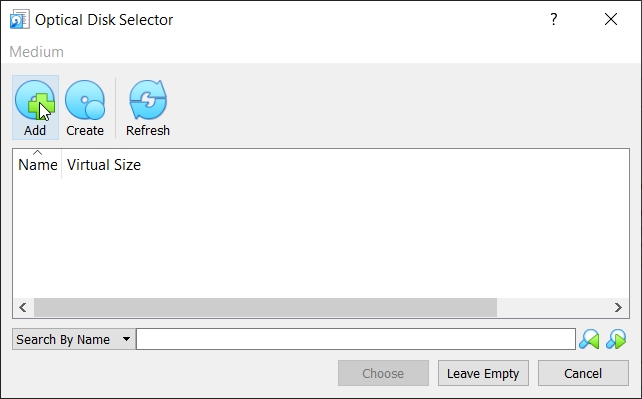 Optical Disk Selector
Medium
Add Create Refresh
Name Virtual Size
Search By Name
Choose Leave Empty Cancel